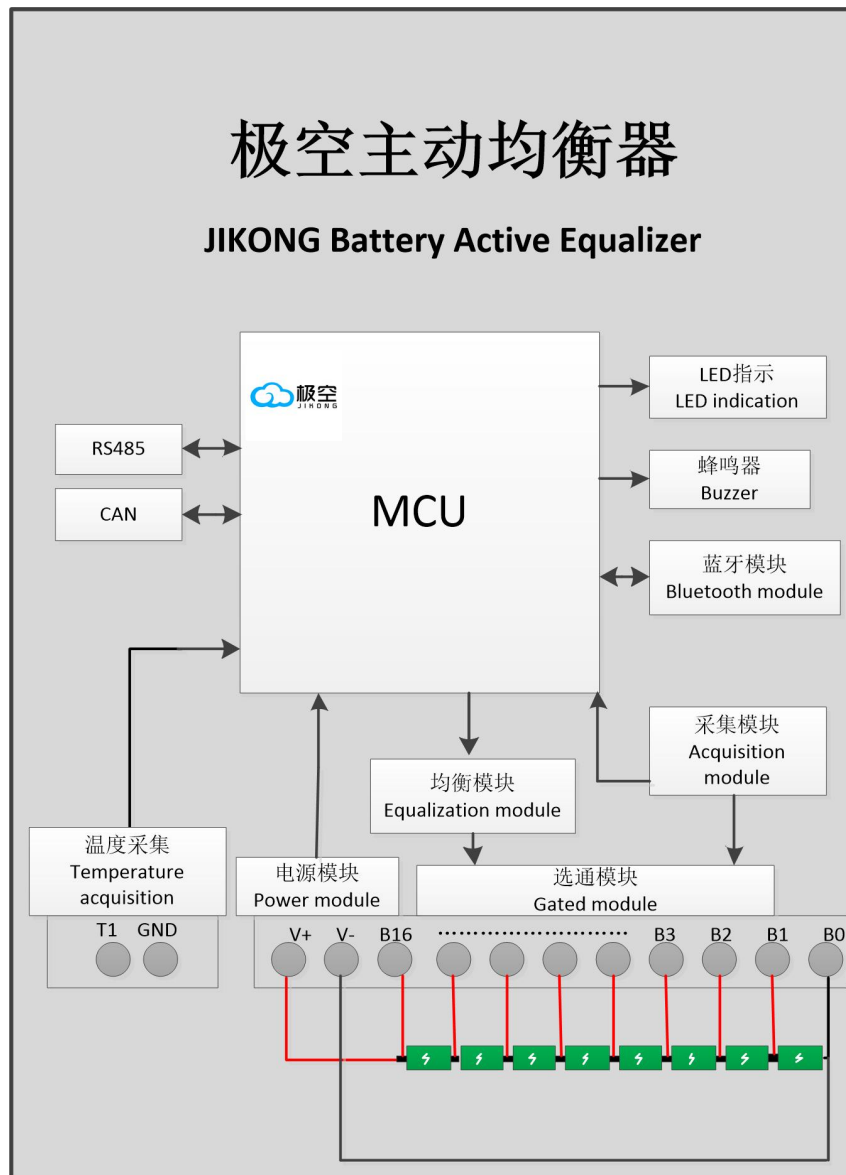 极空主动均衡器
JIKONG Battery Active Equalizer
极空
JIKONG
MCU
RS485
CAN
LED指示
LED indication
蜂鸣器
Buzzer
蓝牙模块
Bluetooth module
采集模块
Acquisition
module
均衡模块
Equalization module
温度采集
Temperature
acquisition
电源模块
Power module
选通模块
Gated module
T1 GND
V+ V- B16 ........................ B3 B2 B1 B0